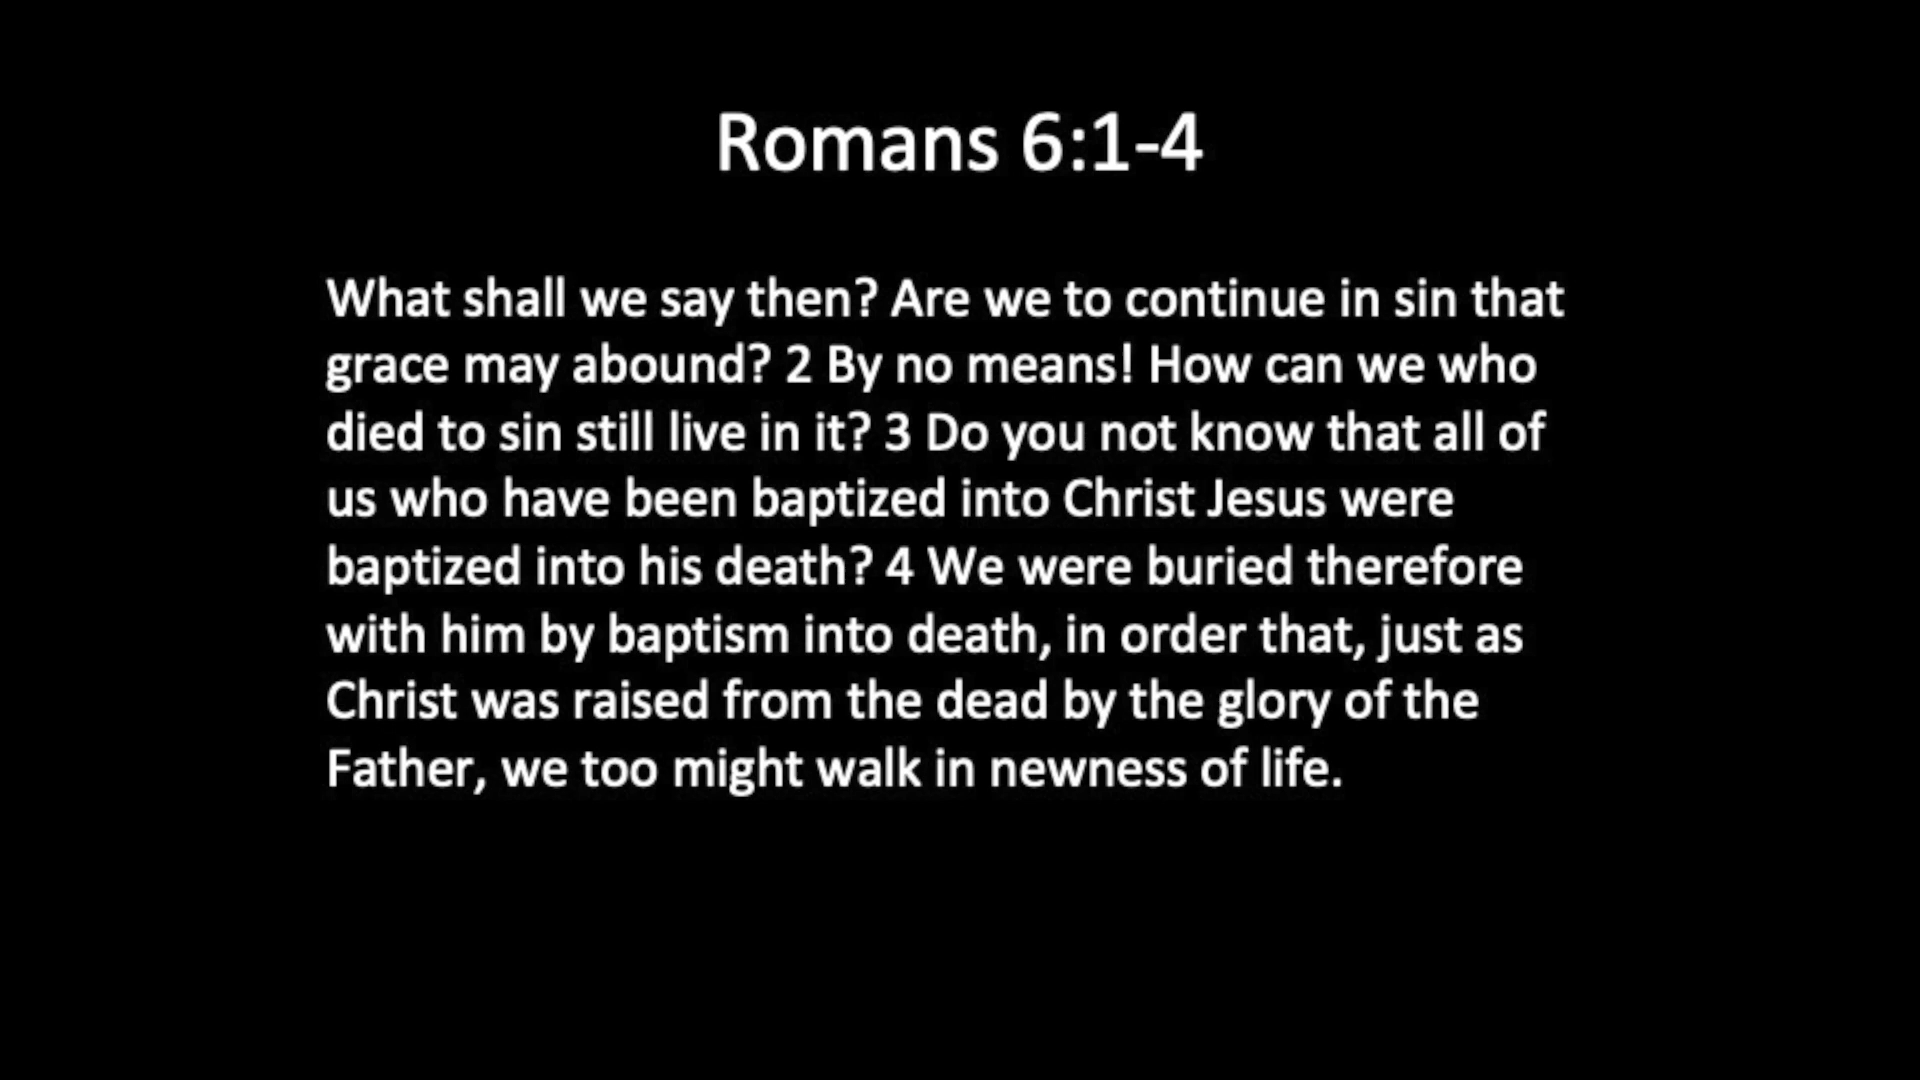 Romans 6:1-4
What shall we say then? Are we to continue in sin that
grace may abound? 2 By no means! How can we who
died to sin still live in it? 3 Do you not know that all of
us who have been baptized into Christ Jesus were
baptized into his death? 4 We were buried therefore
with him by baptism into death, in order that, just as
Christ was raised from the dead by the glory of the
Father, we too might walk in newness of life.